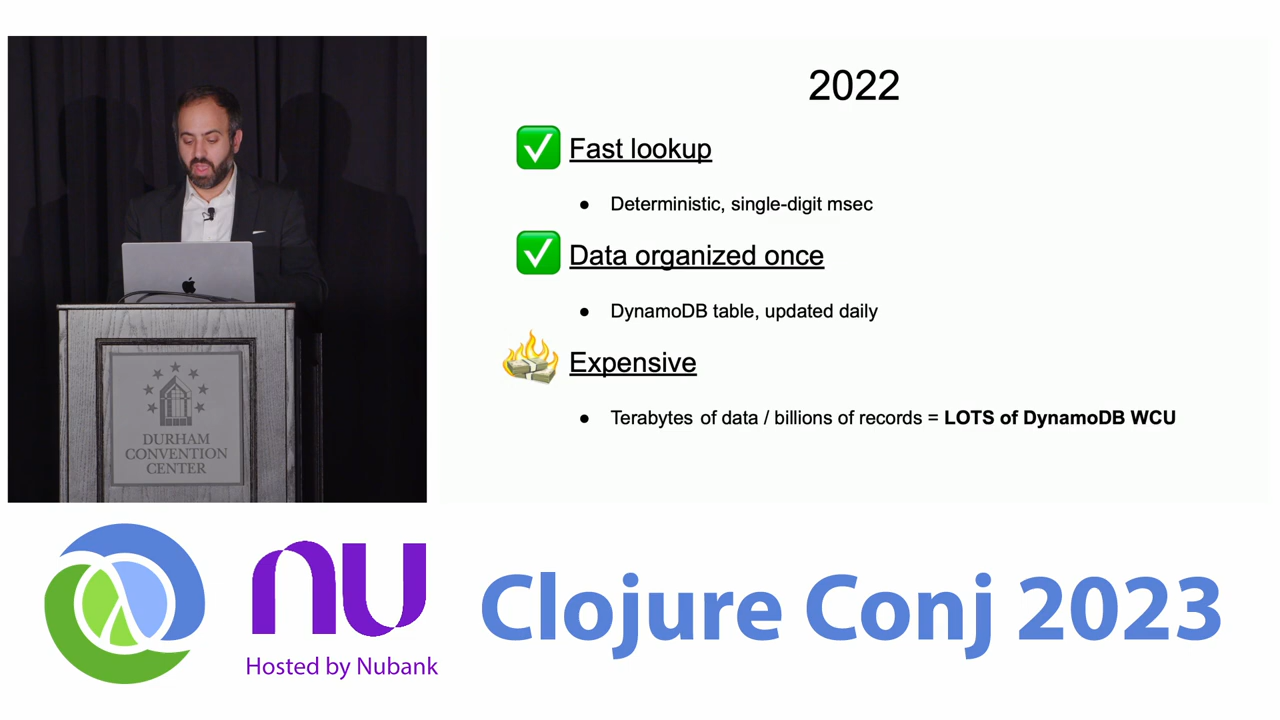 2022
Fast lookup
● Deterministic, single-digit msec
Data organized once
● DynamoDB table, updated daily
Expensive
● Terabytes of data / billions of records = LOTS of DynamoDB WCU
DURHAM
CONVENTION
CENTER
nu
Hosted by Nubank
Clojure Conj 2023